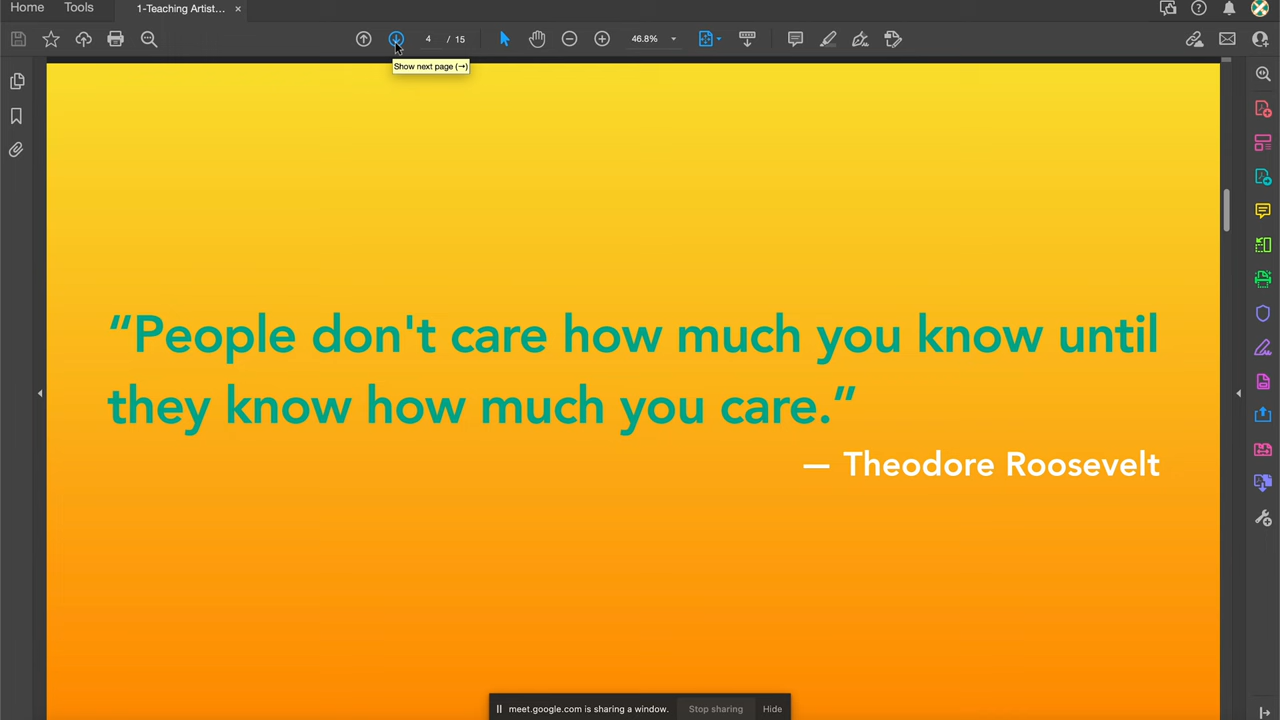 Home
Tools
1-Teaching Artist...
4 / 15
46.8%
Show next page (→)
“People don't care how much you know until
they know how much you care.”
— Theodore Roosevelt
meet.google.com is sharing a window.
Stop sharing
Hide